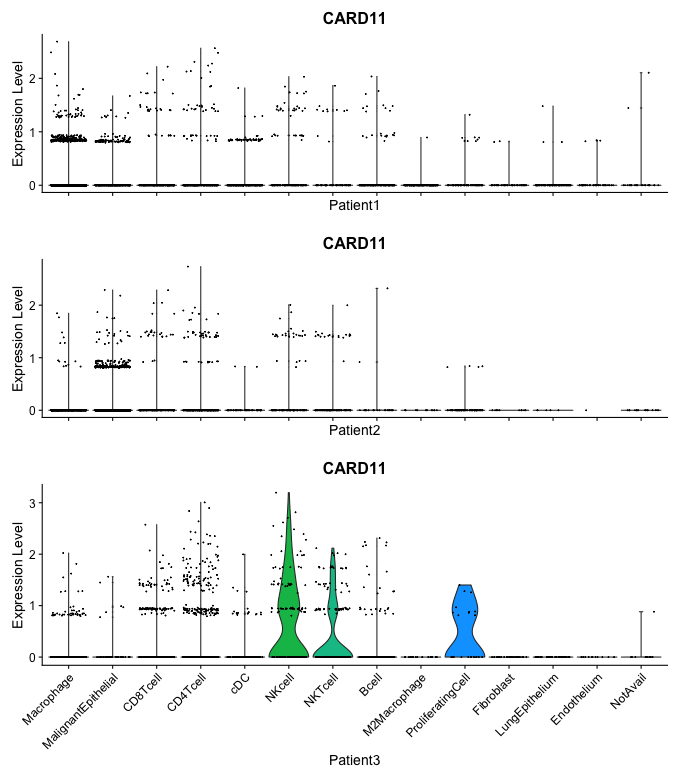 CARD11
Expression Level
2
1
0
Patient1
CARD11
Expression Level
2
1
0
Patient2
CARD11
Expression Level
3
2
1
0
Macrophage
MalignantEpithelial
CD8Tcell
CD4Tcell
cDC
NKcell
NKTcell
Bcell
M2Macrophage
ProliferatingCell
Fibroblast
LungEpithelium
Endothelium
NotAvail
Patient3